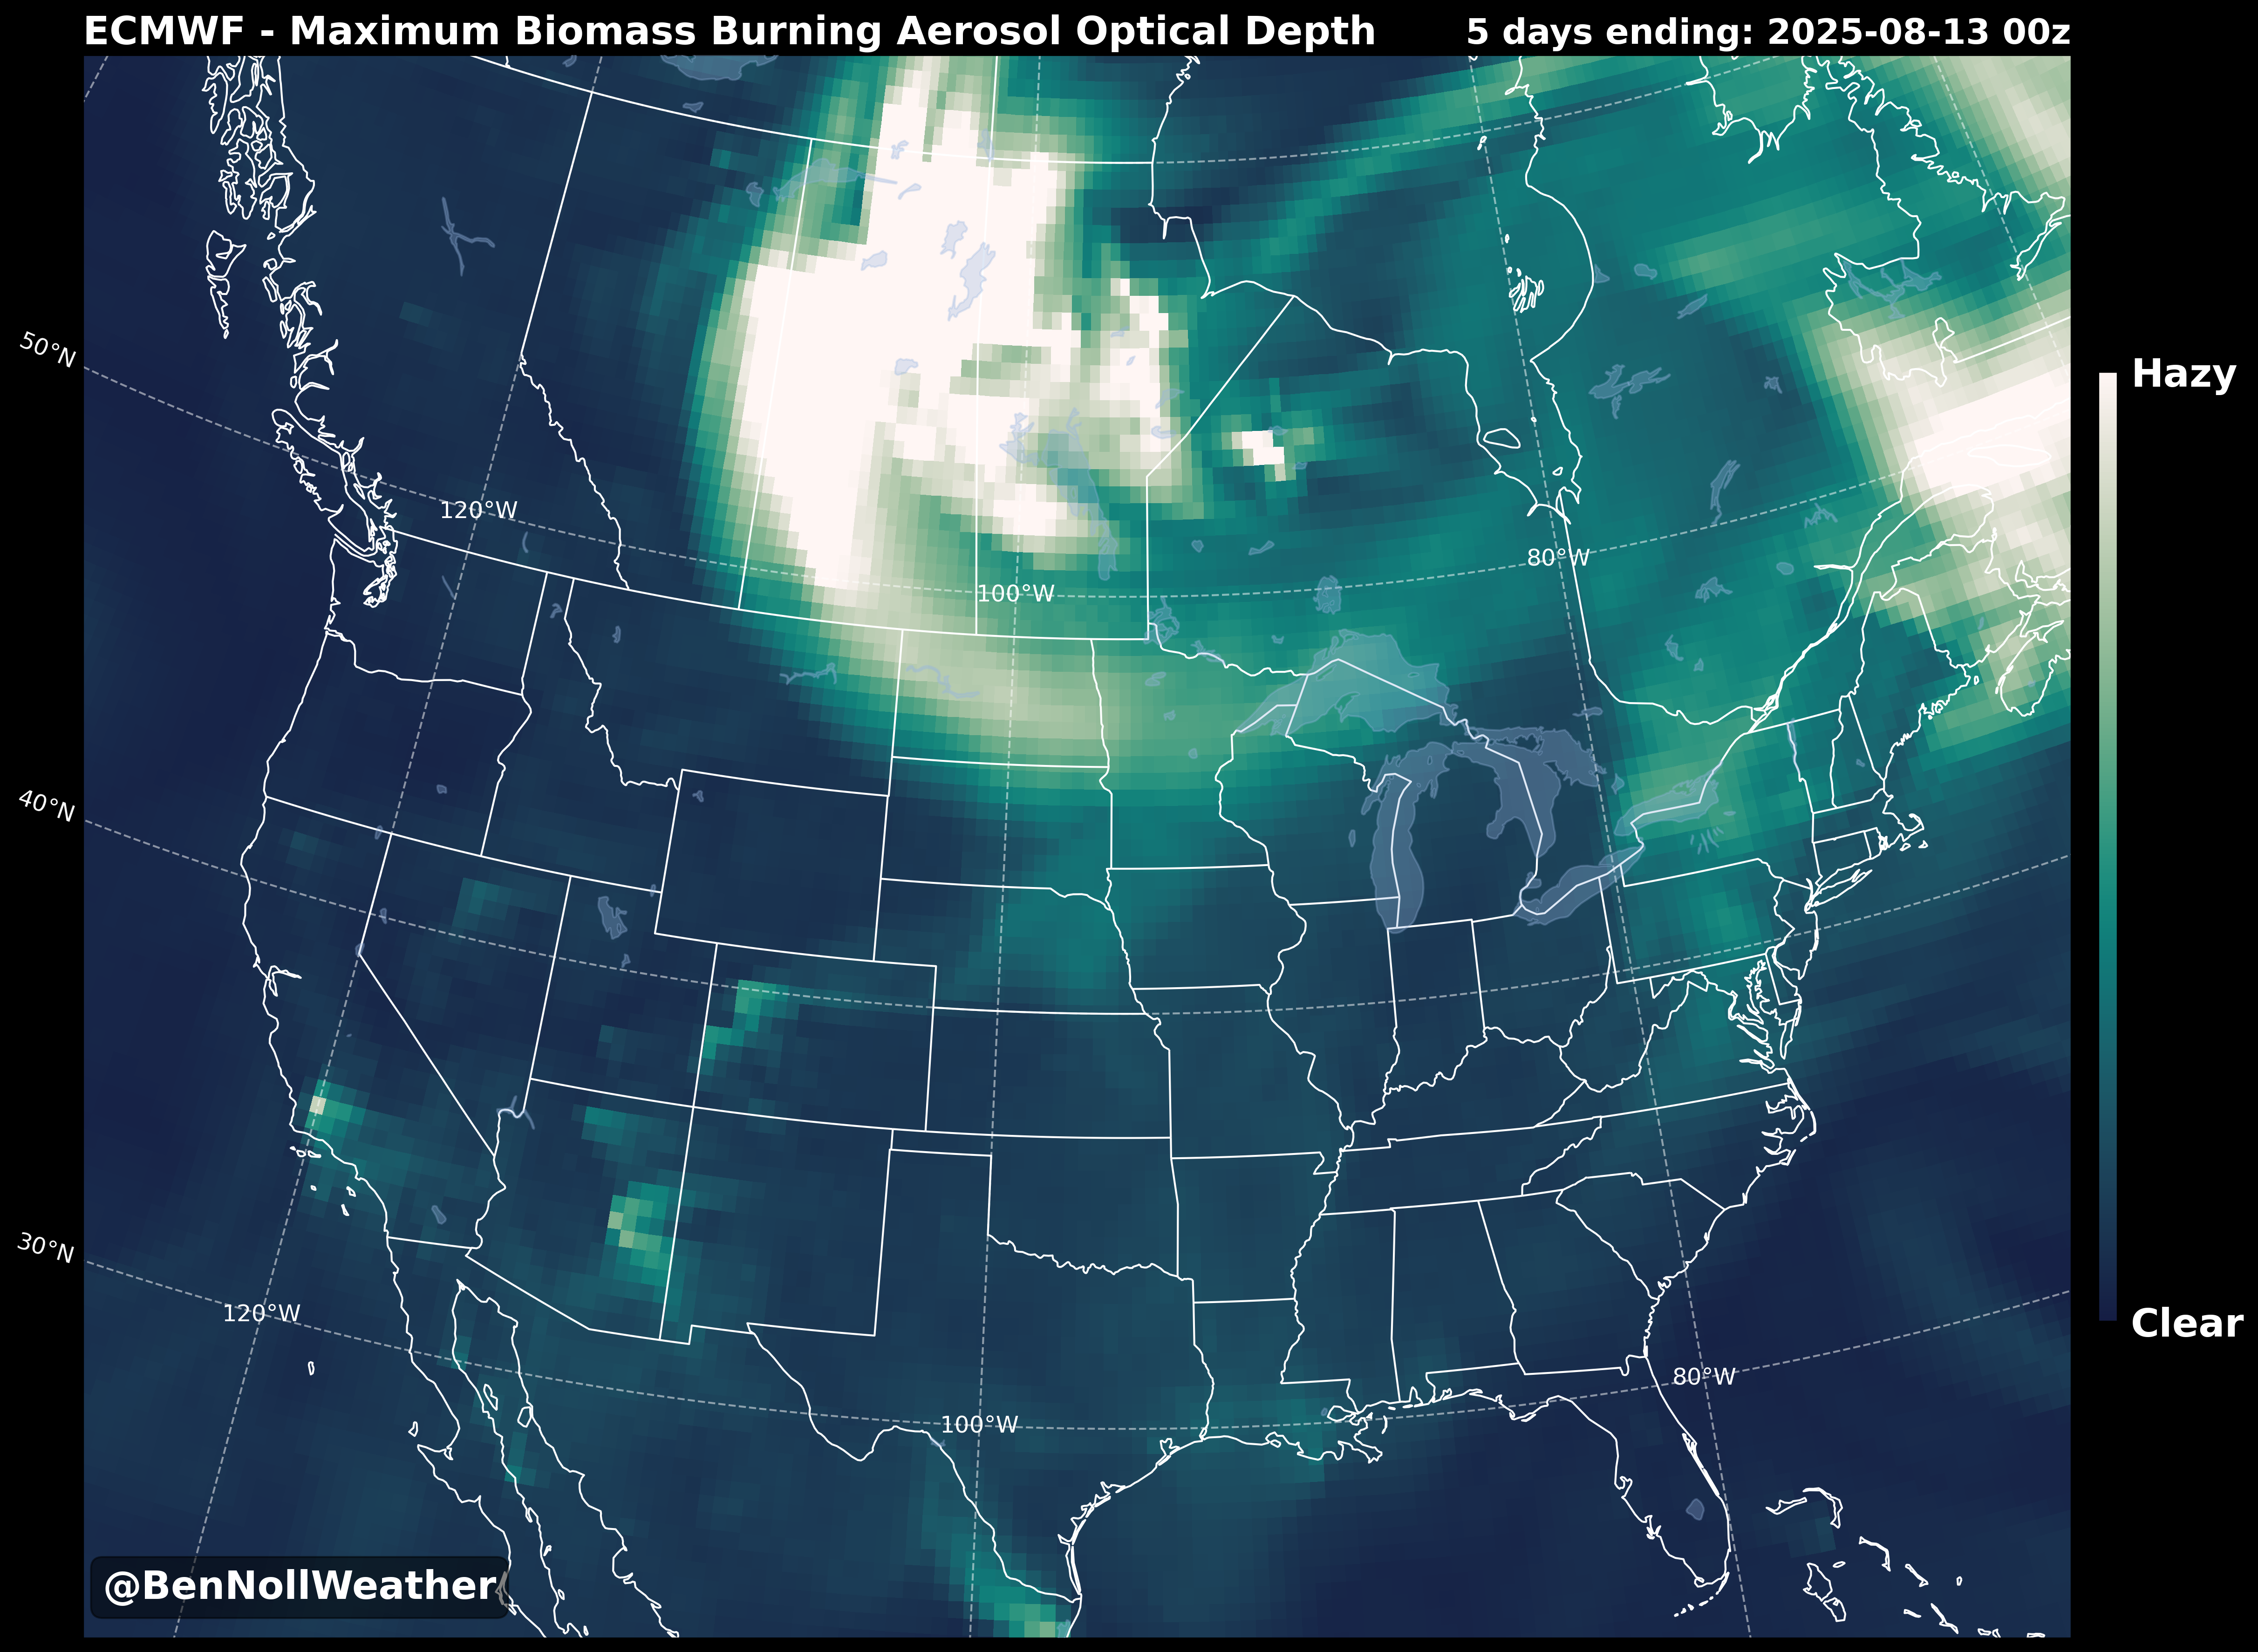 ECMWF - Maximum Biomass Burning Aerosol Optical Depth
5 days ending: 2025-08-13 00z
50°N
Hazy
120°W
80°W
100°W
40°N
30°N
120°W
Clear
80°W
100°W
@BenNollWeather